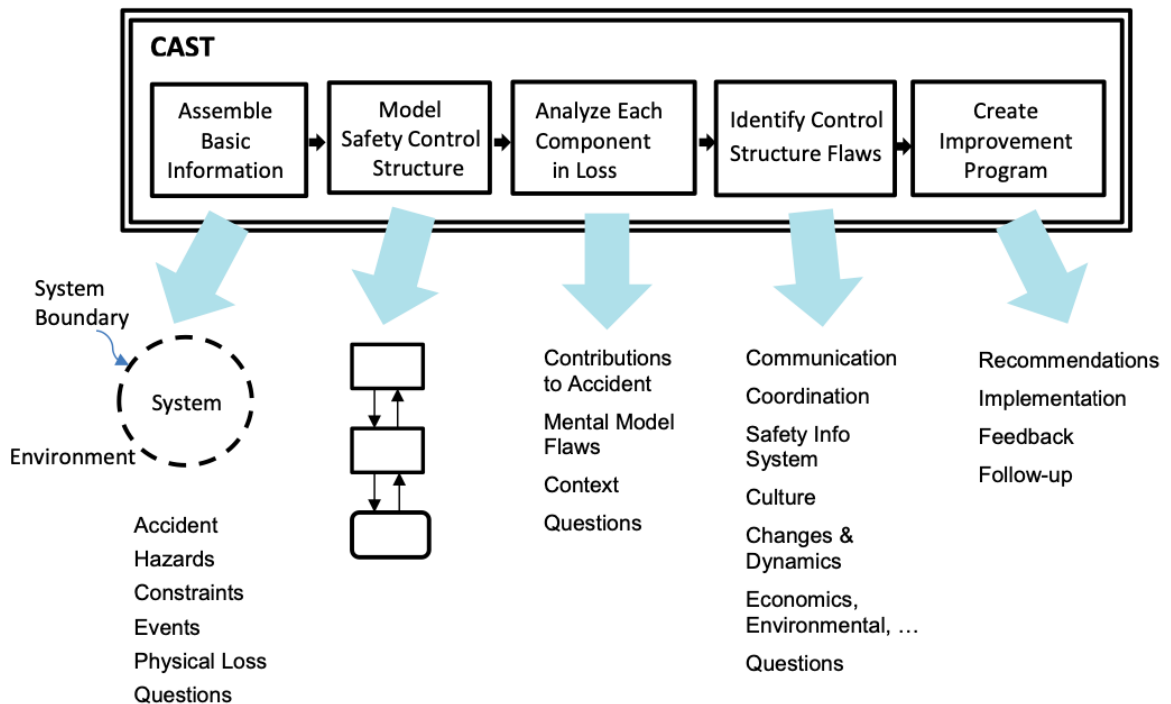 CAST
Assemble
Basic
Information
Model
Safety Control
Structure
Analyze Each
Component
in Loss
Identify Control
Structure Flaws
Create
Improvement
Program
System
Boundary
System
Environment
Accident
Hazards
Constraints
Events
Physical Loss
Questions
Contributions
to Accident
Mental Model
Flaws
Context
Questions
Communication
Coordination
Safety Info
System
Culture
Changes &
Dynamics
Economics,
Environmental, …
Questions
Recommendations
Implementation
Feedback
Follow-up